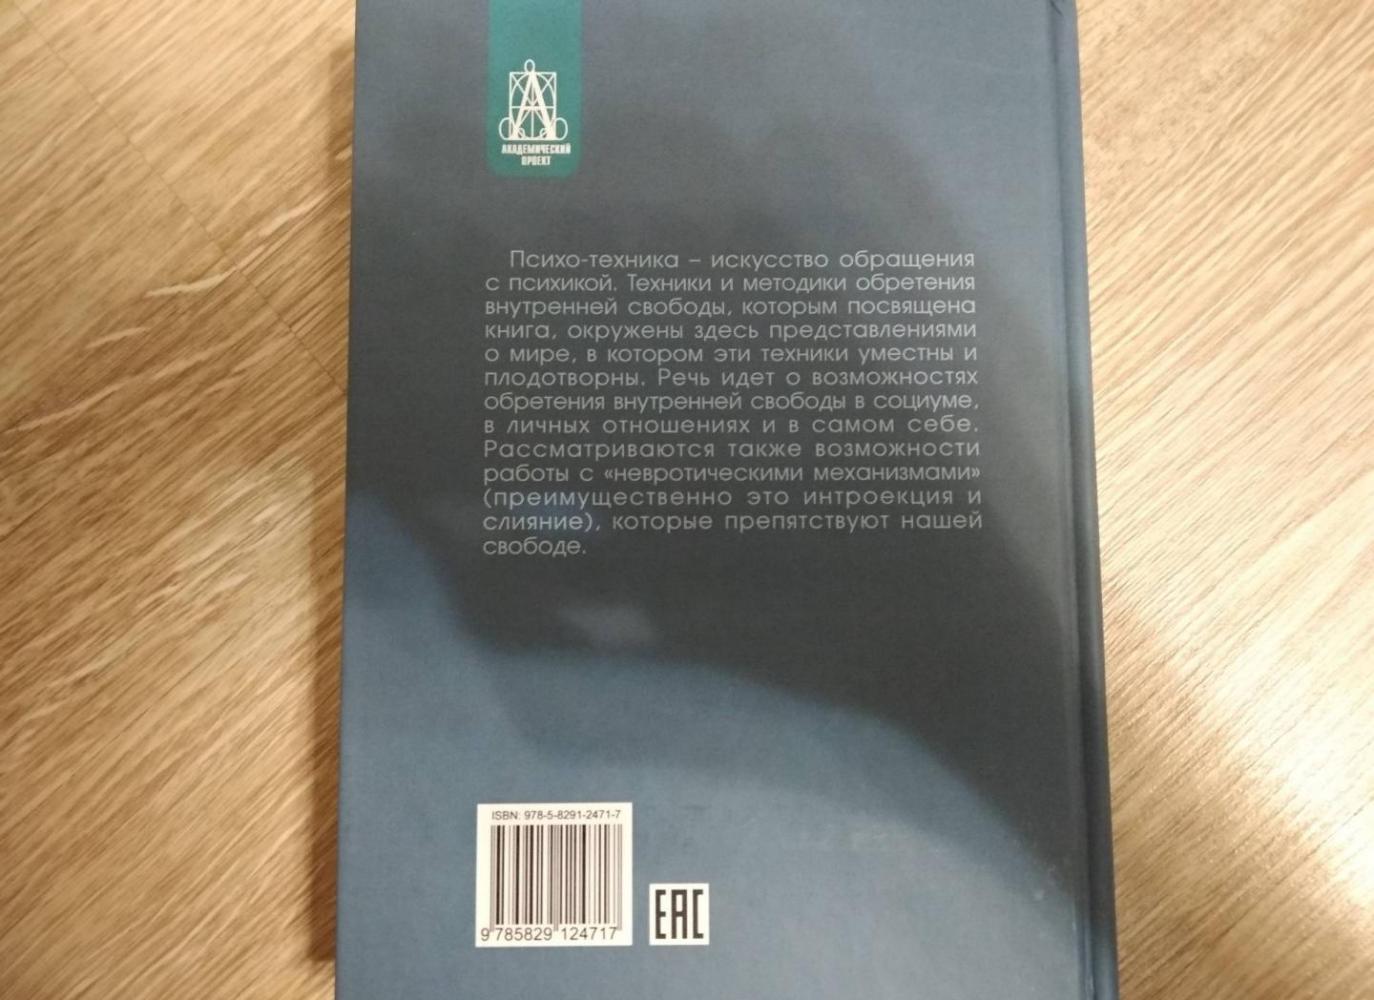 АКАДЕМИЧЕСКИЙ
ПРОЕКТ
Психо-техника – искусство обращения
с психикой. Техники и методики обретения
внутренней свободы, которым посвящена
книга, окружены здесь представлениями
о мире, в котором эти техники уместны и
плодотворны. Речь идет о возможностях
обретения внутренней свободы в социуме,
в личных отношениях и в самом себе.
Рассматриваются также возможности
работы с «невротическими механизмами»
(преимущественно это интроекция и
слияние), которые препятствуют нашей
свободе.
ISBN: 978-5-8291-2471-7
9 785829 124717
EAC